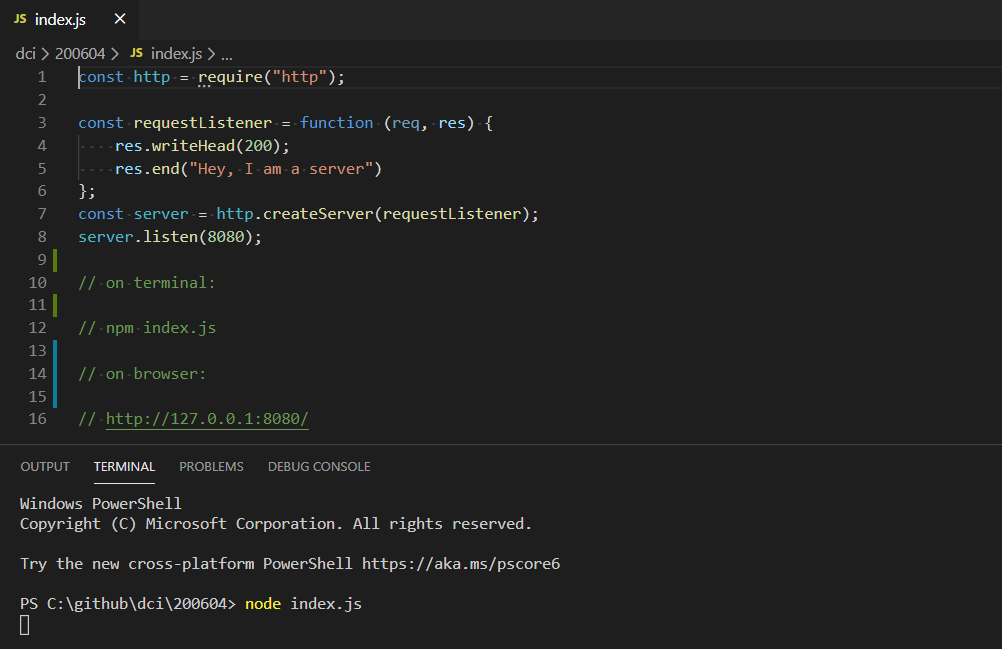 JS index.js ×
dci > 200604 > JS index.js > ...
1 const http = require("http");
2
3 const requestListener = function (req, res) {
4     res.writeHead(200);
5     res.end("Hey, I am a server")
6 };
7 const server = http.createServer(requestListener);
8 server.listen(8080);
9
10 // on terminal:
11
12 // npm index.js
13
14 // on browser:
15
16 // http://127.0.0.1:8080/
OUTPUT TERMINAL PROBLEMS DEBUG CONSOLE
Windows PowerShell
Copyright (C) Microsoft Corporation. All rights reserved.
Try the new cross-platform PowerShell https://aka.ms/pscore6
PS C:\github\dci\200604> node index.js